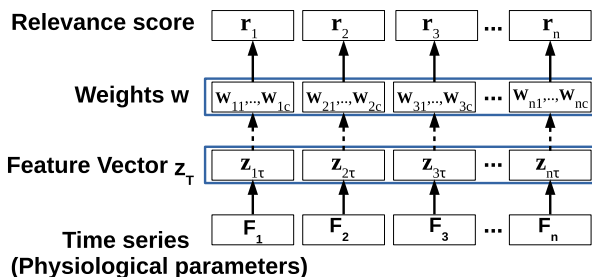 Relevance score r1 r2 r3 ... rn
Weights w w11,..,w1c w21,..,w2c w31,..,w3c ... wn1,..,wnc
Feature Vector zT z1τ z2τ z3τ ... znτ
Time series F1 F2 F3 ... Fn
(Physiological parameters)